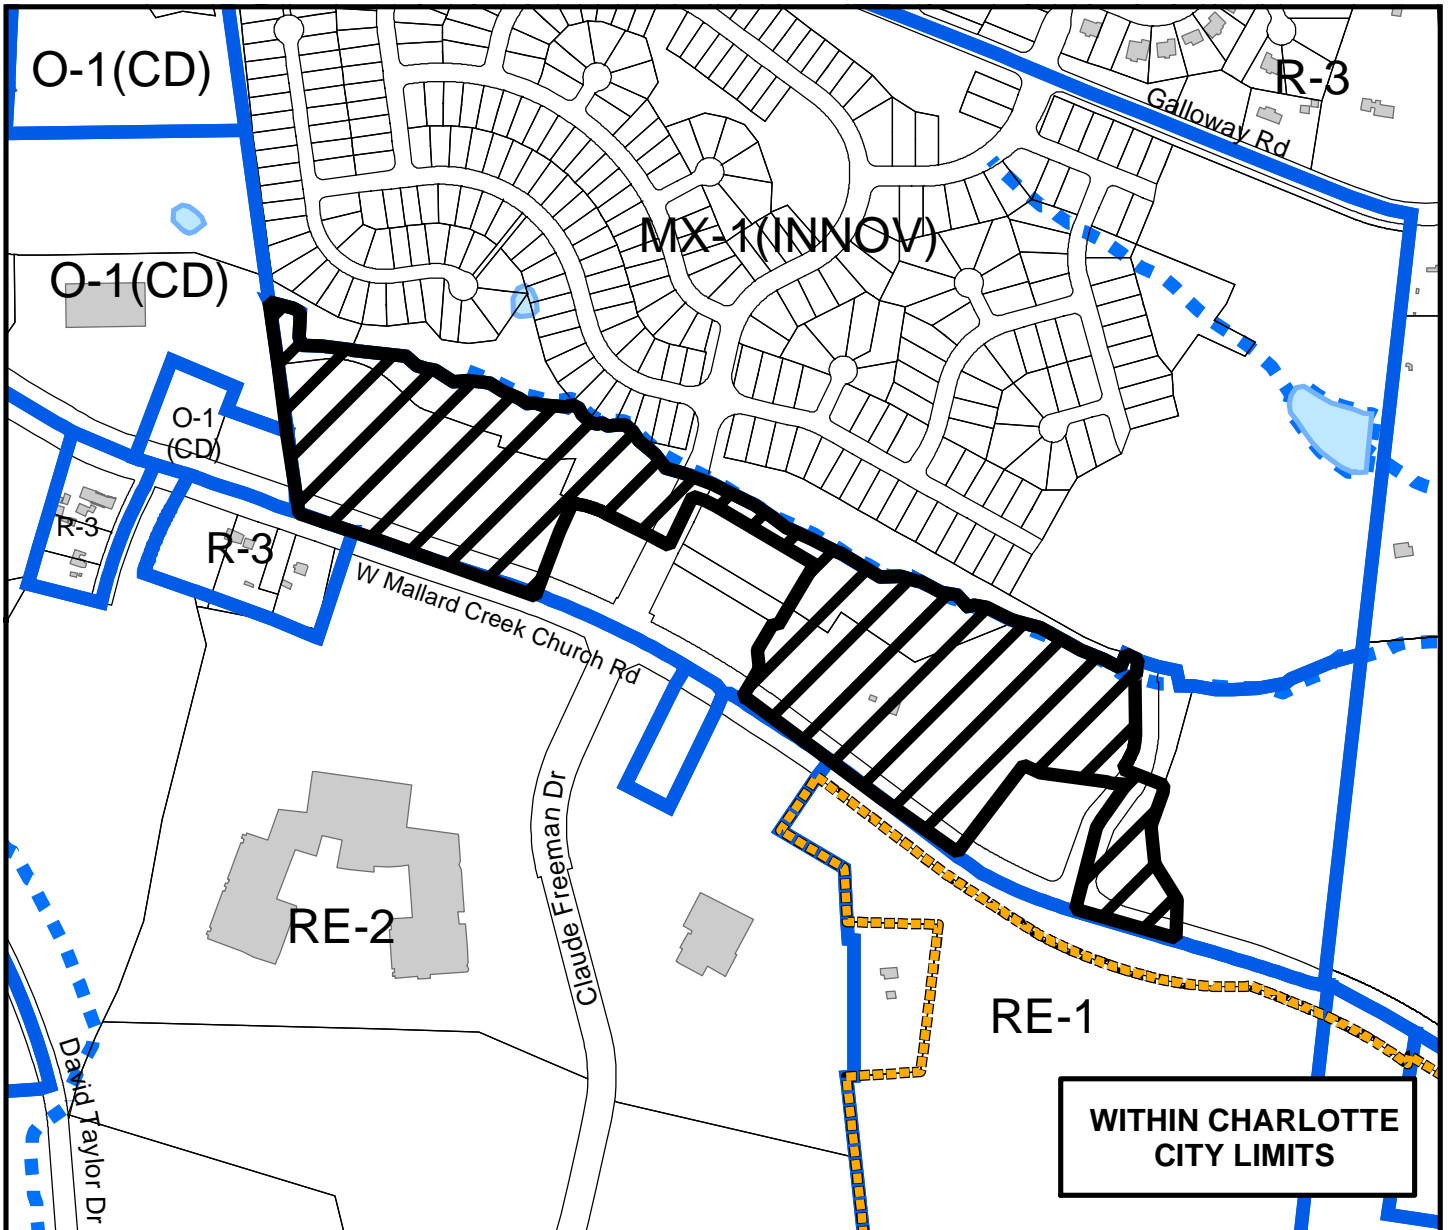 O-1(CD)
R-3
Galloway Rd
MX-1(INNOV)
O-1(CD)
O-1
(CD)
R-3
R-3
W Mallard Creek Church Rd
Claude Freeman Dr
RE-2
RE-1
David Taylor Dr
WITHIN CHARLOTTE
CITY LIMITS